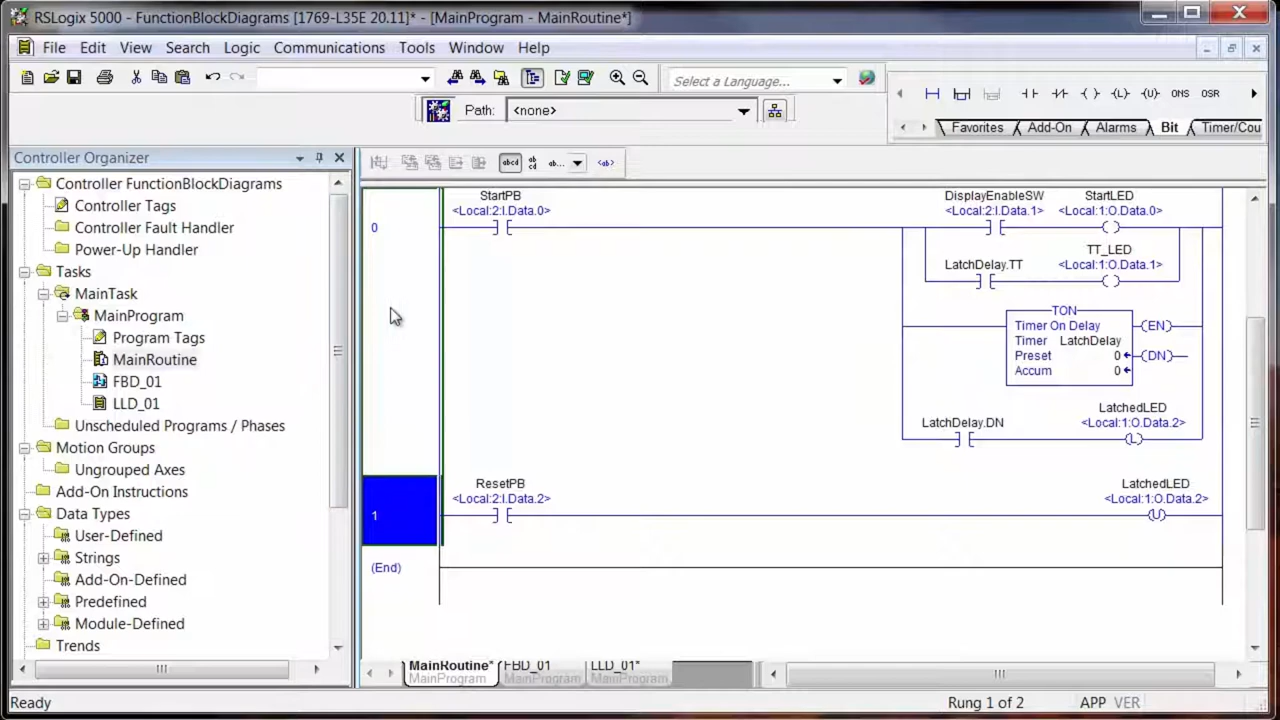 RSLogix 5000 - FunctionBlockDiagrams [1769-L35E 20.11]* - [MainProgram - MainRoutine*]
File Edit View Search Logic Communications Tools Window Help
Select a Language...
Path: <none>
ONS OSR
Favorites Add-On Alarms Bit Timer/Cou
Controller Organizer
Controller FunctionBlockDiagrams
Controller Tags
Controller Fault Handler
Power-Up Handler
Tasks
MainTask
MainProgram
Program Tags
MainRoutine
FBD_01
LLD_01
Unscheduled Programs / Phases
Motion Groups
Ungrouped Axes
Add-On Instructions
Data Types
User-Defined
Strings
Add-On-Defined
Predefined
Module-Defined
Trends
abcd ab cd ab... <ab>
StartPB DisplayEnableSW StartLED
<Local:2:I.Data.0> <Local:2:I.Data.1> <Local:1:O.Data.0>
0
TT_LED
LatchDelay.TT <Local:1:O.Data.1>
TON
Timer On Delay EN
Timer LatchDelay
Preset 0 DN
Accum 0
LatchedLED
LatchDelay.DN <Local:1:O.Data.2>
L
ResetPB LatchedLED
<Local:2:I.Data.2> <Local:1:O.Data.2>
1 U
(End)
MainRoutine* FBD_01 LLD_01*
MainProgram MainProgram MainProgram
Ready Rung 1 of 2 APP VER